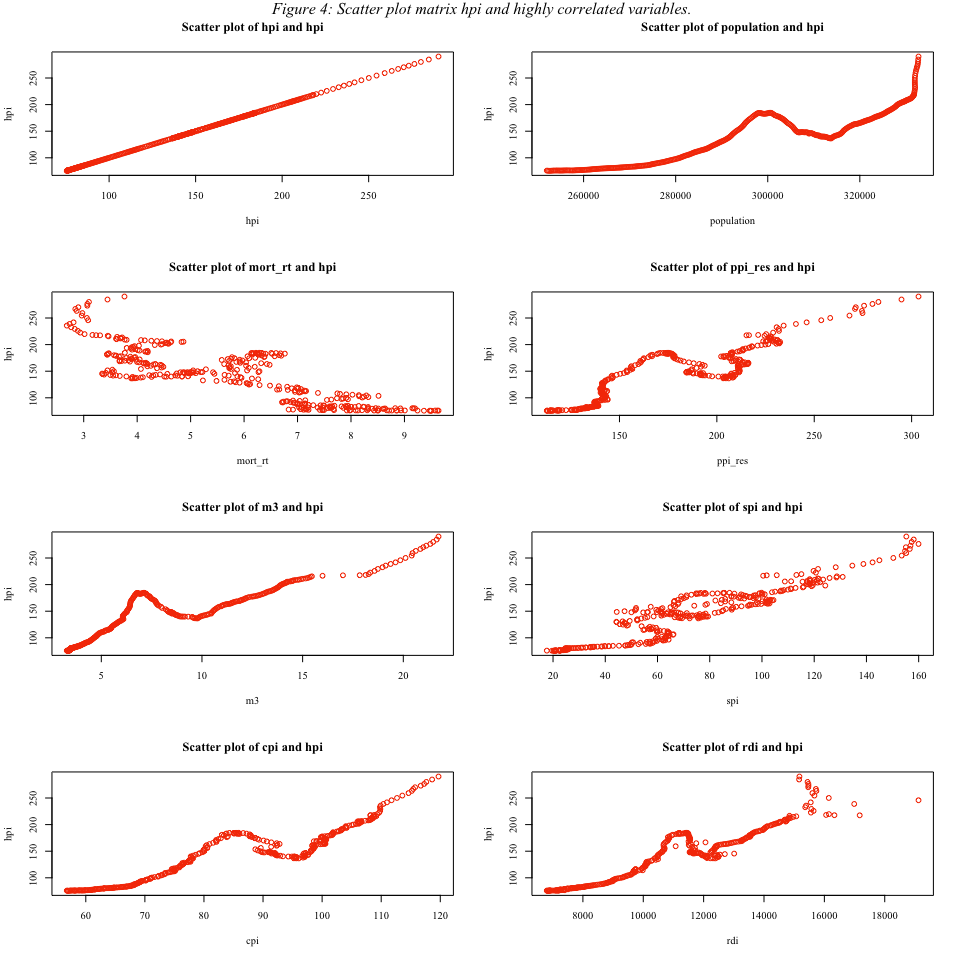 Figure 4: Scatter plot matrix hpi and highly correlated variables.
Scatter plot of hpi and hpi
hpi
100 150 200 250
100 150 200 250
hpi
Scatter plot of population and hpi
hpi
100 150 200 250
260000 280000 300000 320000
population
Scatter plot of mort_rt and hpi
hpi
100 150 200 250
3 4 5 6 7 8 9
mort_rt
Scatter plot of ppi_res and hpi
hpi
100 150 200 250
150 200 250 300
ppi_res
Scatter plot of m3 and hpi
hpi
100 150 200 250
5 10 15 20
m3
Scatter plot of spi and hpi
hpi
100 150 200 250
20 40 60 80 100 120 140 160
spi
Scatter plot of cpi and hpi
hpi
100 150 200 250
60 70 80 90 100 110 120
cpi
Scatter plot of rdi and hpi
hpi
100 150 200 250
8000 10000 12000 14000 16000 18000
rdi